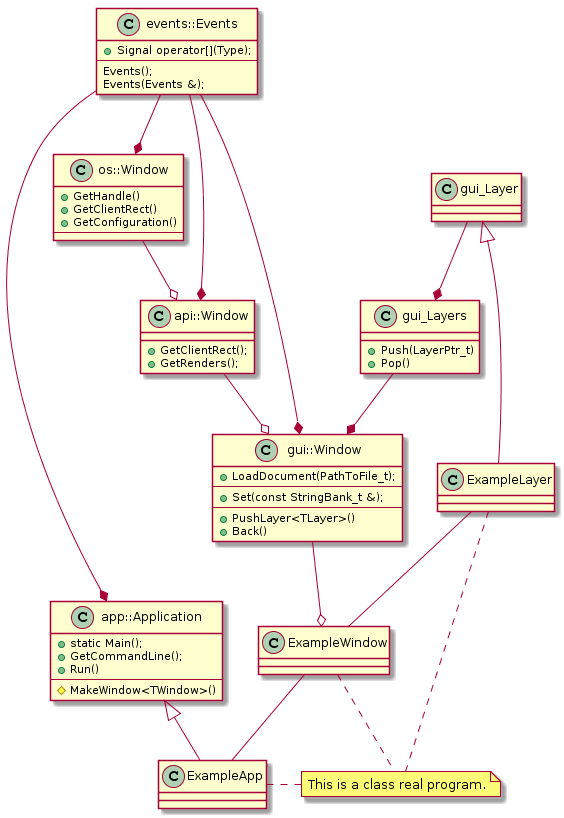 C events::Events
Signal operator[](Type);
Events();
Events(Events &);
C os::Window
GetHandle()
GetClientRect()
GetConfiguration()
C gui_Layer
C api::Window
GetClientRect();
GetRenders();
C gui_Layers
Push(LayerPtr_t)
Pop()
C gui::Window
LoadDocument(PathToFile_t);
Set(const StringBank_t &);
PushLayer<TLayer>()
Back()
C ExampleLayer
C app::Application
static Main();
GetCommandLine();
Run()
MakeWindow<TWindow>()
C ExampleWindow
C ExampleApp
This is a class real program.